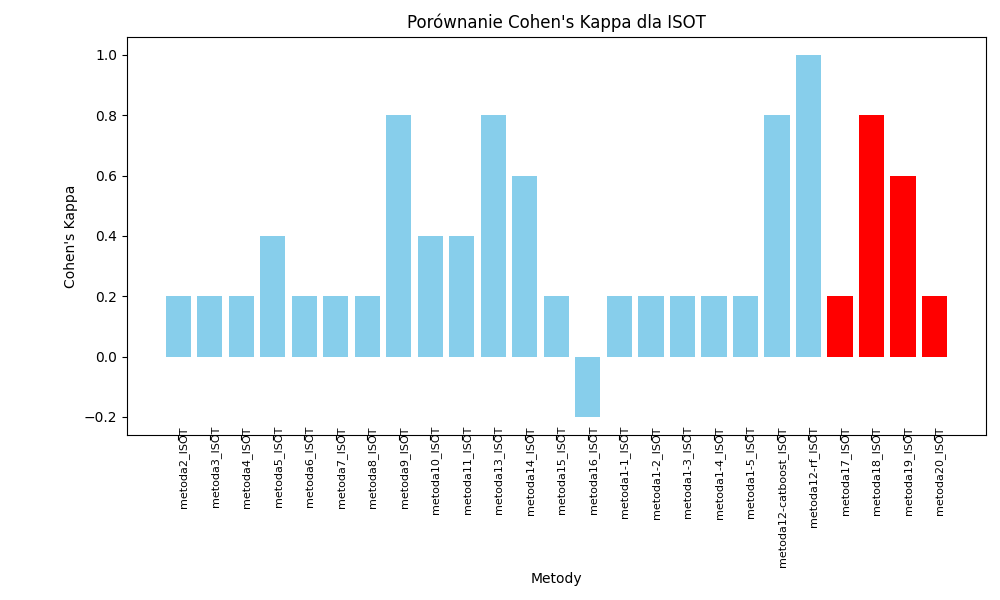 Porównanie Cohen's Kappa dla ISOT
Cohen's Kappa
1.0
0.8
0.6
0.4
0.2
0.0
−0.2
metoda2_ISOT
metoda3_ISOT
metoda4_ISOT
metoda5_ISOT
metoda6_ISOT
metoda7_ISOT
metoda8_ISOT
metoda9_ISOT
metoda10_ISOT
metoda11_ISOT
metoda13_ISOT
metoda14_ISOT
metoda15_ISOT
metoda16_ISOT
metoda1-1_ISOT
metoda1-2_ISOT
metoda1-3_ISOT
metoda1-4_ISOT
metoda1-5_ISOT
metoda12-catboost_ISOT
metoda12-rf_ISOT
metoda17_ISOT
metoda18_ISOT
metoda19_ISOT
metoda20_ISOT
Metody